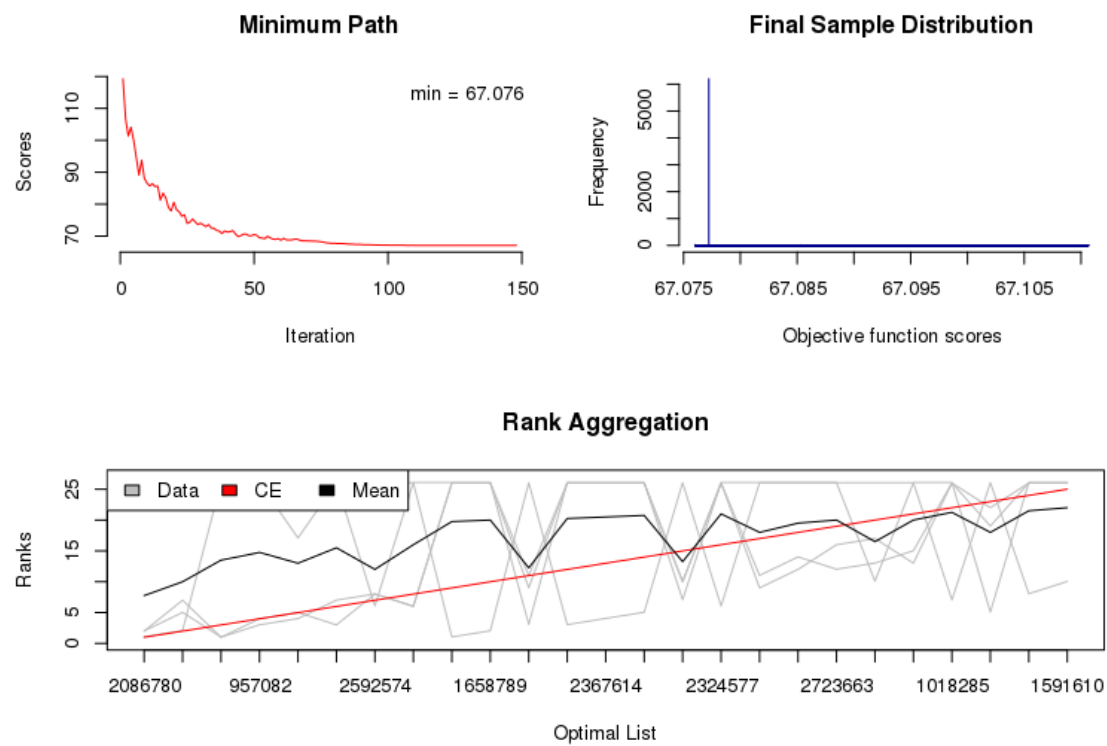 Minimum Path
min = 67.076
Scores
70 90 110
0 50 100 150
Iteration
Final Sample Distribution
Frequency
0 2000 5000
67.075 67.085 67.095 67.105
Objective function scores
Rank Aggregation
Data CE Mean
Ranks
0 5 15 25
2086780 957082 2592574 1658789 2367614 2324577 2723663 1018285 1591610
Optimal List